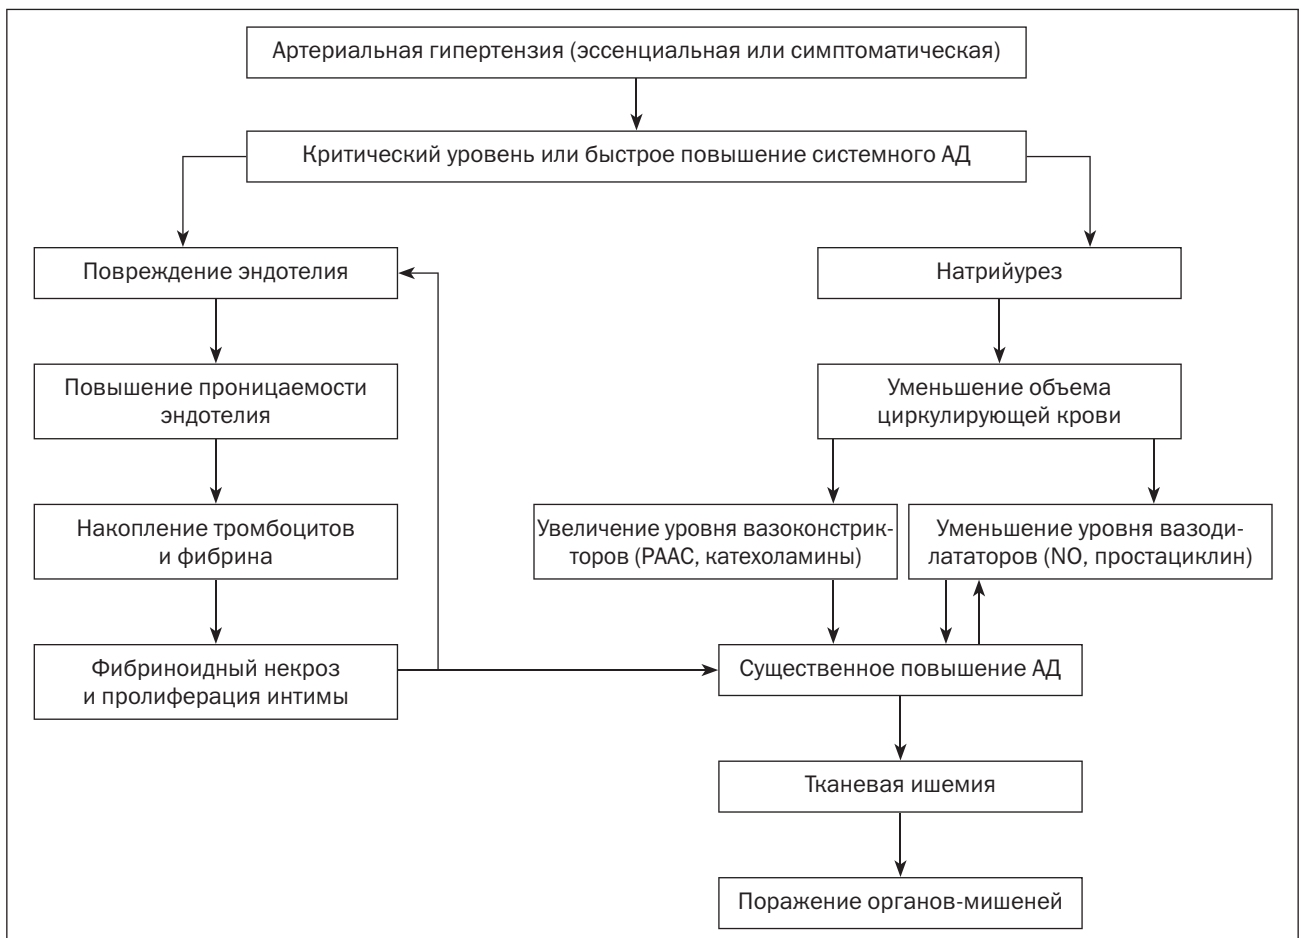 Артериальная гипертензия (эссенциальная или симптоматическая)
Критический уровень или быстрое повышение системного АД
Повреждение эндотелия
Натрийурез
Повышение проницаемости
эндотелия
Уменьшение объема
циркулирующей крови
Накопление тромбоцитов
и фибрина
Увеличение уровня вазоконстрик-
торов (РААС, катехоламины)
Уменьшение уровня вазоди-
лататоров (NO, простациклин)
Фибриноидный некроз
и пролиферация интимы
Существенное повышение АД
Тканевая ишемия
Поражение органов-мишеней